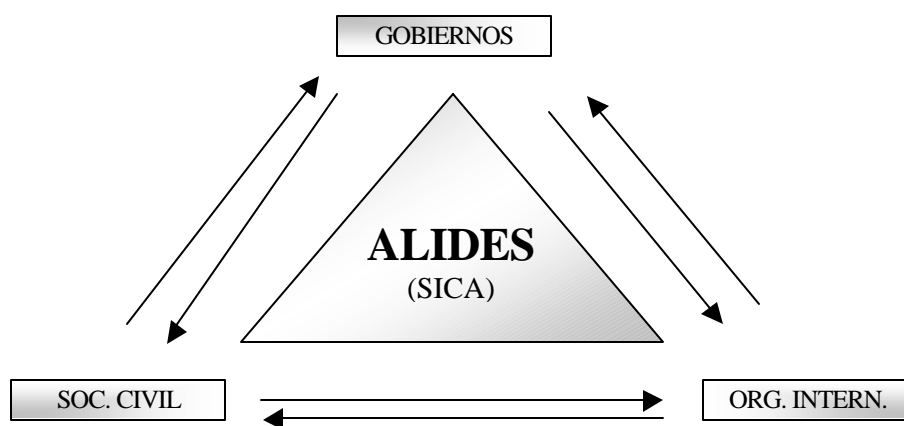 GOBIERNOS
ALIDES
(SICA)
SOC. CIVIL
ORG. INTERN.